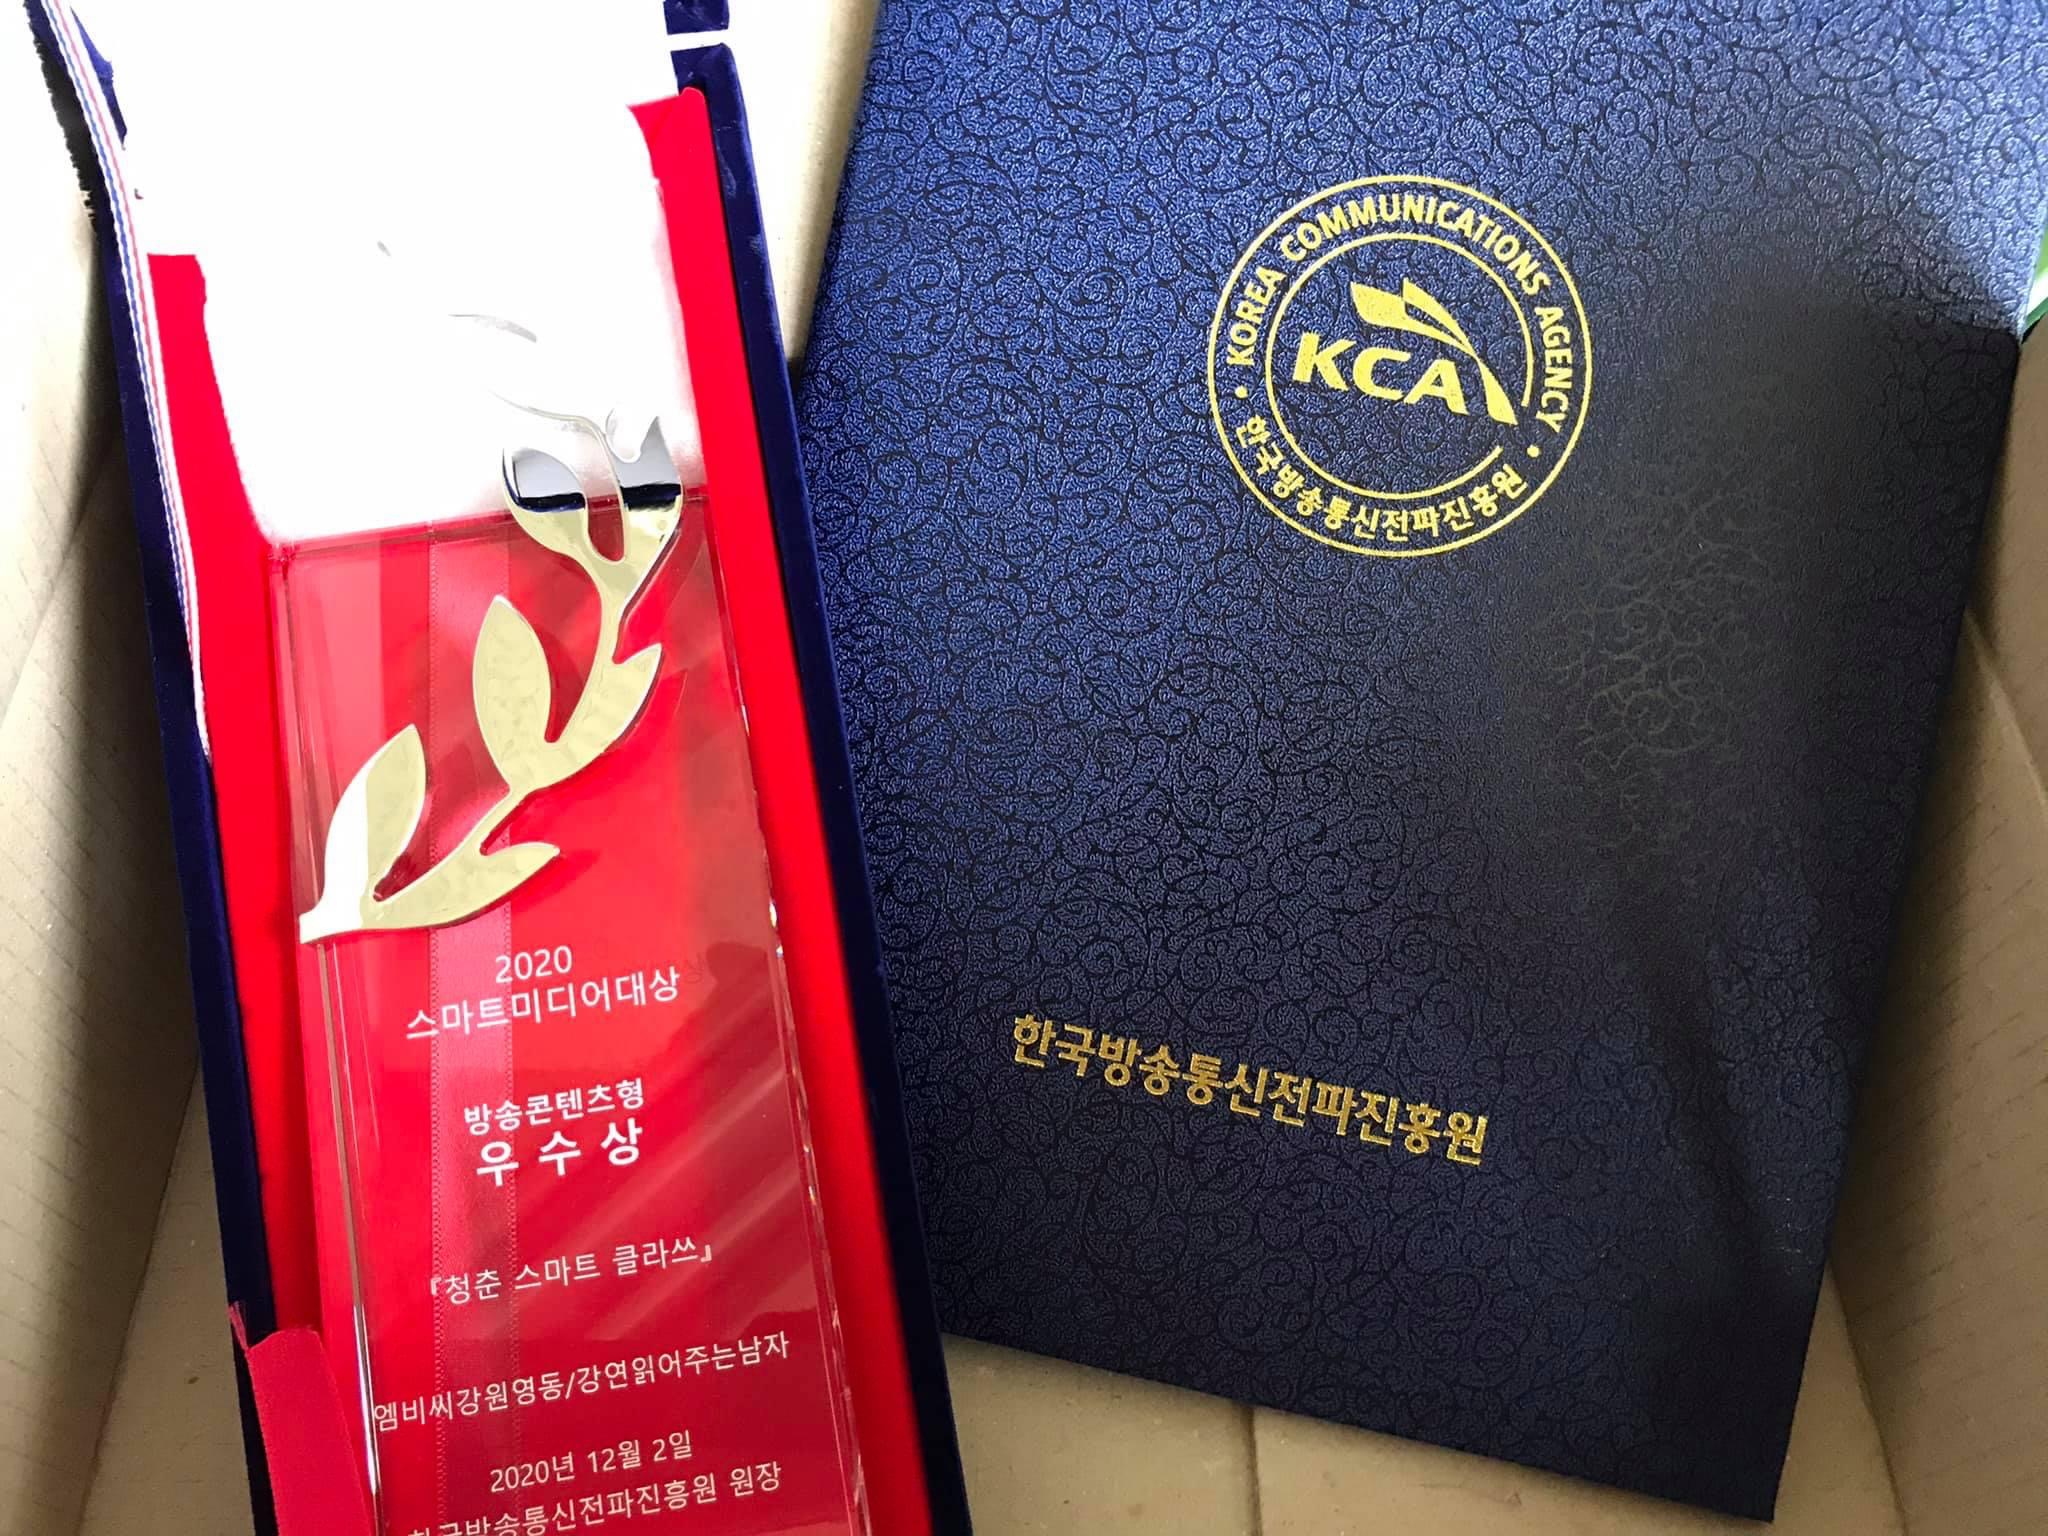 2020
스마트미디어대상
방송콘텐츠형
우수상
『청춘 스마트 클라쓰』
엠비씨강원영동/강연읽어주는남자
2020년 12월 2일
한국방송통신전파진흥원 원장
KOREA COMMUNICATIONS AGENCY
KCA
한국방송통신전파진흥원
한국방송통신전파진흥원